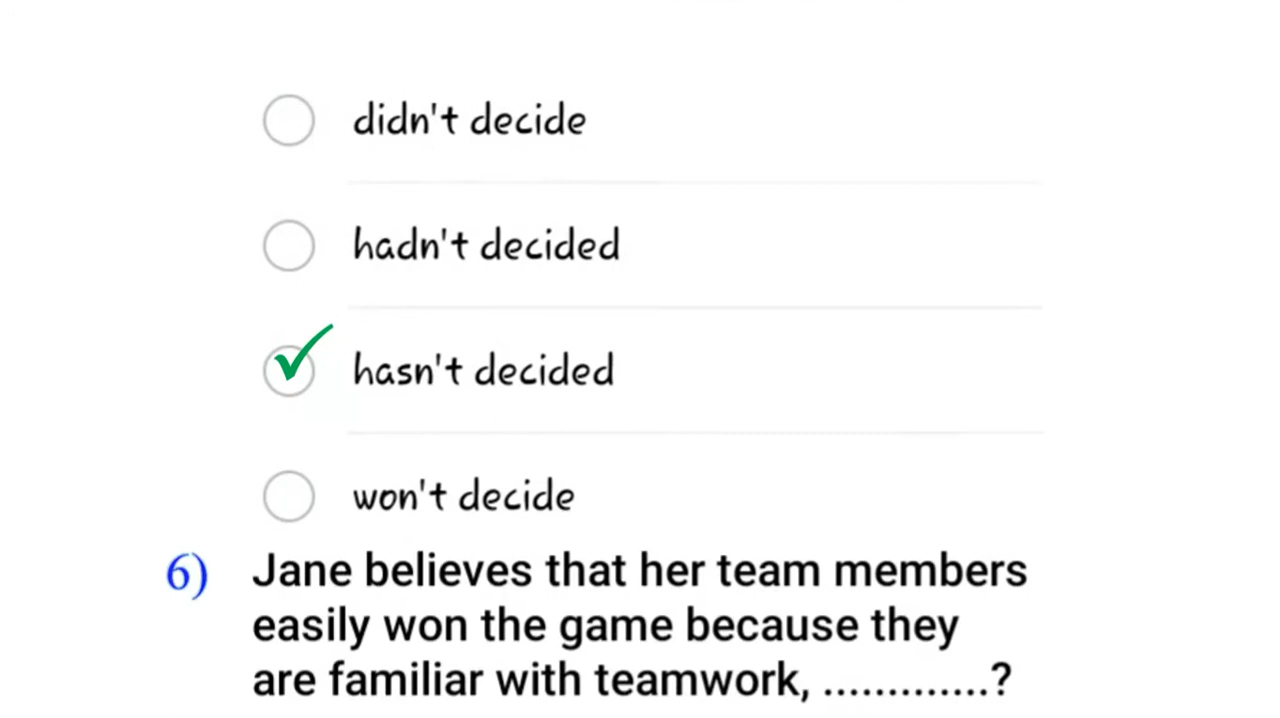 didn't decide
hadn't decided
hasn't decided
won't decide
6) Jane believes that her team members
easily won the game because they
are familiar with teamwork, .............?